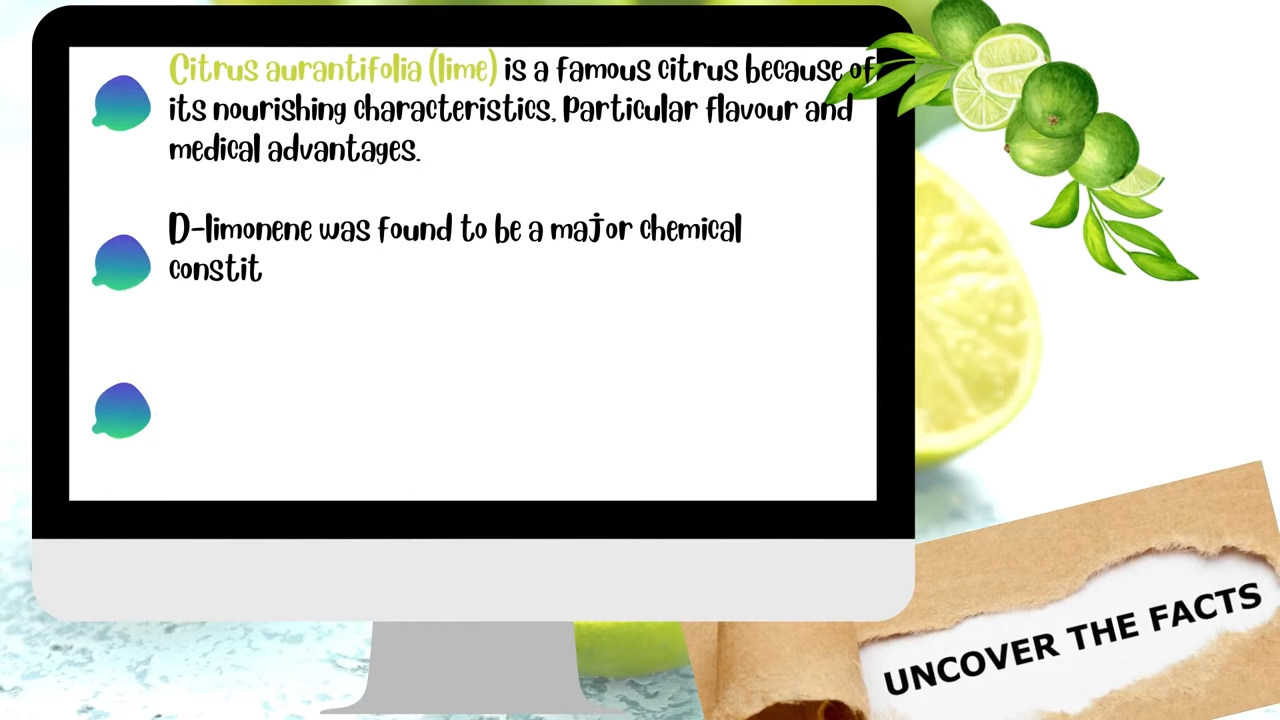 Citrus aurantifolia (lime) is a famous citrus because of
its nourishing characteristics, Particular flavour and
medical advantages.
D-limonene was found to be a major chemical
constit
UNCOVER THE FACTS